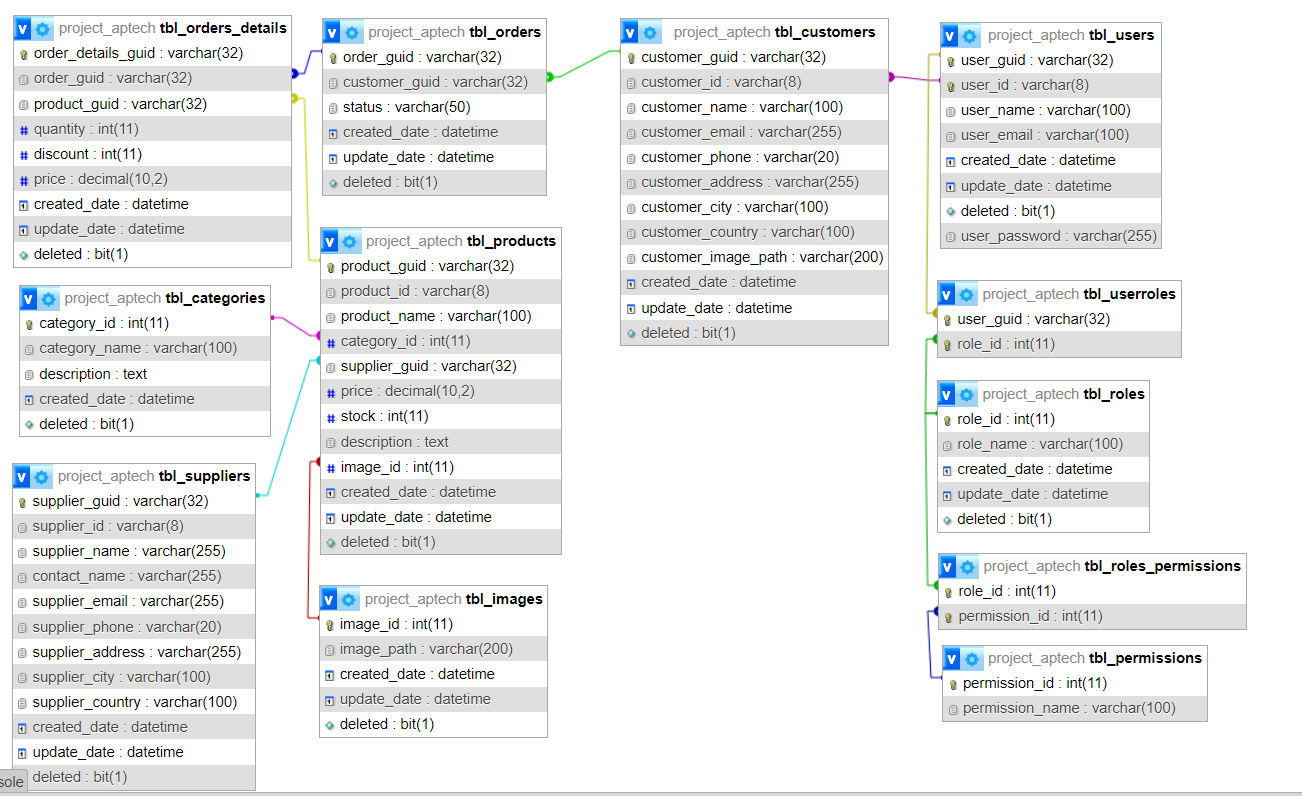 project_aptech tbl_orders_details
order_details_guid : varchar(32)
order_guid : varchar(32)
product_guid : varchar(32)
# quantity : int(11)
# discount : int(11)
# price : decimal(10,2)
created_date : datetime
update_date : datetime
deleted : bit(1)
project_aptech tbl_orders
order_guid : varchar(32)
customer_guid : varchar(32)
status : varchar(50)
created_date : datetime
update_date : datetime
deleted : bit(1)
project_aptech tbl_customers
customer_guid : varchar(32)
customer_id : varchar(8)
customer_name : varchar(100)
customer_email : varchar(255)
customer_phone : varchar(20)
customer_address : varchar(255)
customer_city : varchar(100)
customer_country : varchar(100)
customer_image_path : varchar(200)
created_date : datetime
update_date : datetime
deleted : bit(1)
project_aptech tbl_users
user_guid : varchar(32)
user_id : varchar(8)
user_name : varchar(100)
user_email : varchar(100)
created_date : datetime
update_date : datetime
deleted : bit(1)
user_password : varchar(255)
project_aptech tbl_categories
category_id : int(11)
category_name : varchar(100)
description : text
created_date : datetime
deleted : bit(1)
project_aptech tbl_products
product_guid : varchar(32)
product_id : varchar(8)
product_name : varchar(100)
# category_id : int(11)
supplier_guid : varchar(32)
# price : decimal(10,2)
# stock : int(11)
description : text
# image_id : int(11)
created_date : datetime
update_date : datetime
deleted : bit(1)
project_aptech tbl_userroles
user_guid : varchar(32)
role_id : int(11)
project_aptech tbl_roles
role_id : int(11)
role_name : varchar(100)
created_date : datetime
update_date : datetime
deleted : bit(1)
project_aptech tbl_suppliers
supplier_guid : varchar(32)
supplier_id : varchar(8)
supplier_name : varchar(255)
contact_name : varchar(255)
supplier_email : varchar(255)
supplier_phone : varchar(20)
supplier_address : varchar(255)
supplier_city : varchar(100)
supplier_country : varchar(100)
created_date : datetime
update_date : datetime
deleted : bit(1)
project_aptech tbl_images
image_id : int(11)
image_path : varchar(200)
created_date : datetime
update_date : datetime
deleted : bit(1)
project_aptech tbl_roles_permissions
role_id : int(11)
permission_id : int(11)
project_aptech tbl_permissions
permission_id : int(11)
permission_name : varchar(100)
sole